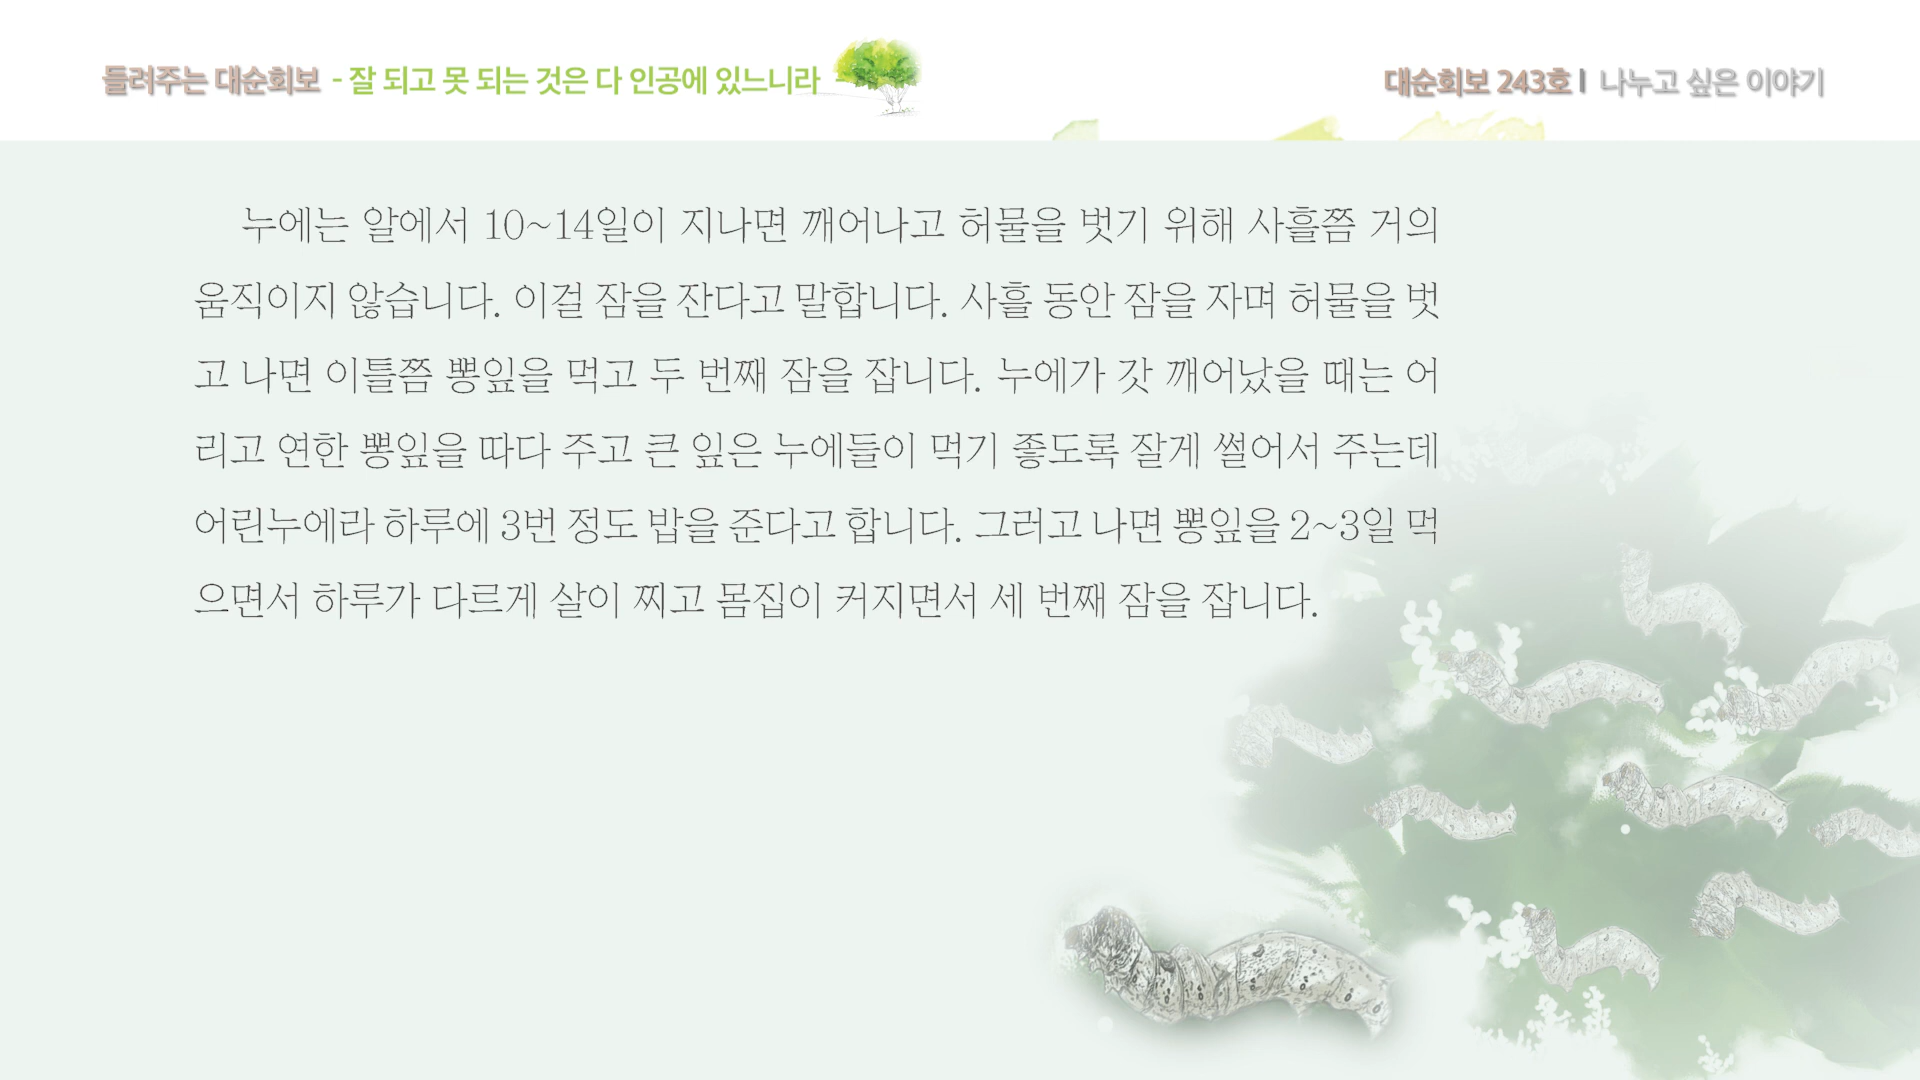 들려주는 대순회보 - 잘 되고 못 되는 것은 다 인공에 있느니라
대순회보 243호 | 나누고 싶은 이야기
누에는 알에서 10~14일이 지나면 깨어나고 허물을 벗기 위해 사흘쯤 거의
움직이지 않습니다. 이걸 잠을 잔다고 말합니다. 사흘 동안 잠을 자며 허물을 벗
고 나면 이틀쯤 뽕잎을 먹고 두 번째 잠을 잡니다. 누에가 갓 깨어났을 때는 어
리고 연한 뽕잎을 따다 주고 큰 잎은 누에들이 먹기 좋도록 잘게 썰어서 주는데
어린누에라 하루에 3번 정도 밥을 준다고 합니다. 그러고 나면 뽕잎을 2~3일 먹
으면서 하루가 다르게 살이 찌고 몸집이 커지면서 세 번째 잠을 잡니다.